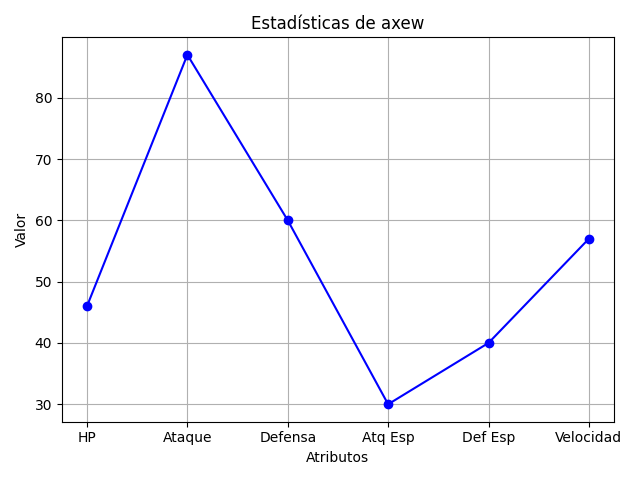 Estadísticas de axew
Valor
80
70
60
50
40
30
HP Ataque Defensa Atq Esp Def Esp Velocidad
Atributos